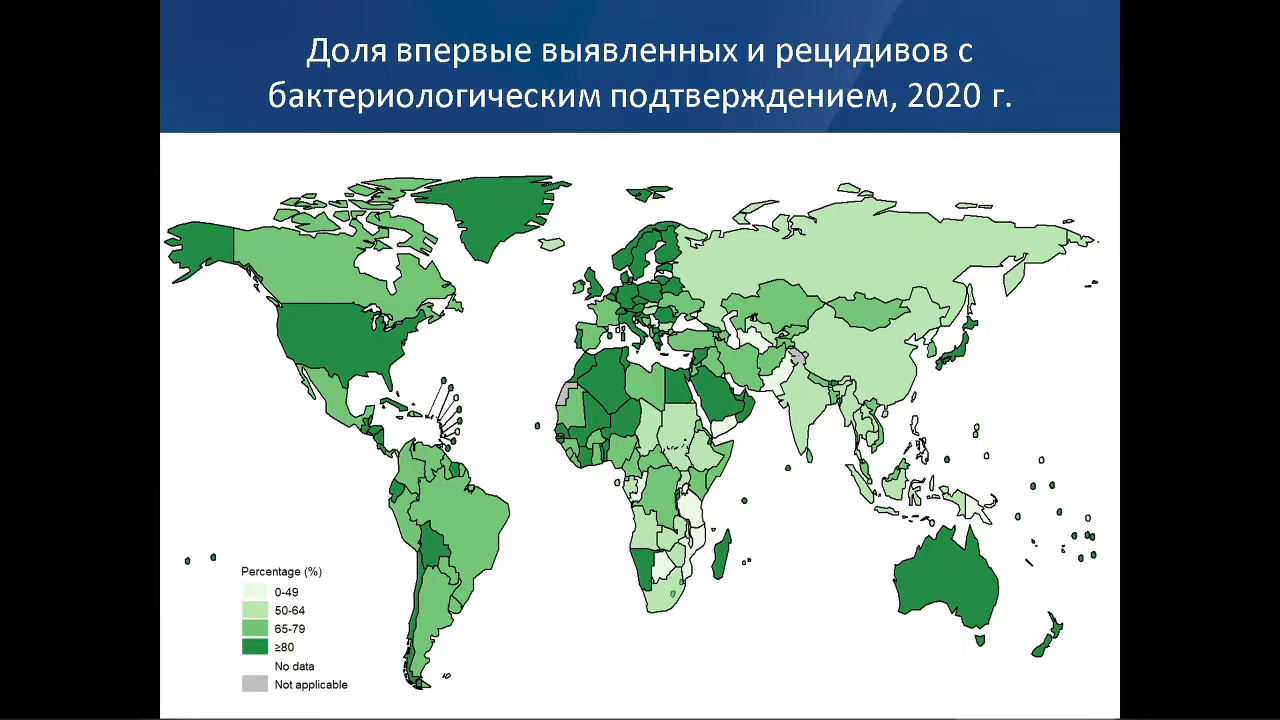 Доля впервые выявленных и рецидивов с
бактериологическим подтверждением, 2020 г.
Percentage (%)
0-49
50-64
65-79
≥80
No data
Not applicable